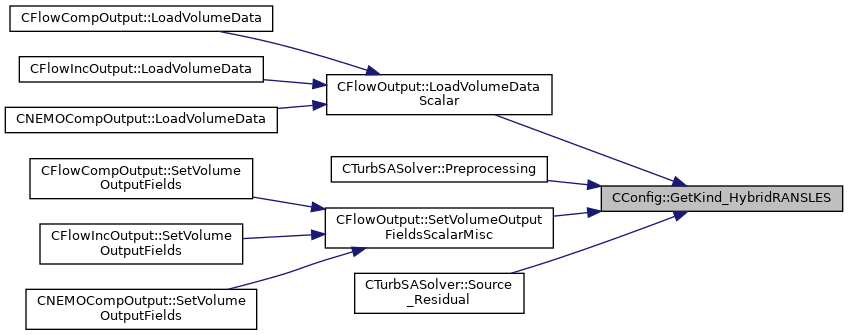 CFlowCompOutput::LoadVolumeData
CFlowIncOutput::LoadVolumeData
CNEMOCompOutput::LoadVolumeData
CFlowOutput::LoadVolumeData
Scalar
CFlowCompOutput::SetVolume
OutputFields
CFlowIncOutput::SetVolume
OutputFields
CNEMOCompOutput::SetVolume
OutputFields
CTurbSASolver::Preprocessing
CFlowOutput::SetVolumeOutput
FieldsScalarMisc
CTurbSASolver::Source
_Residual
CConfig::GetKind_HybridRANSLES